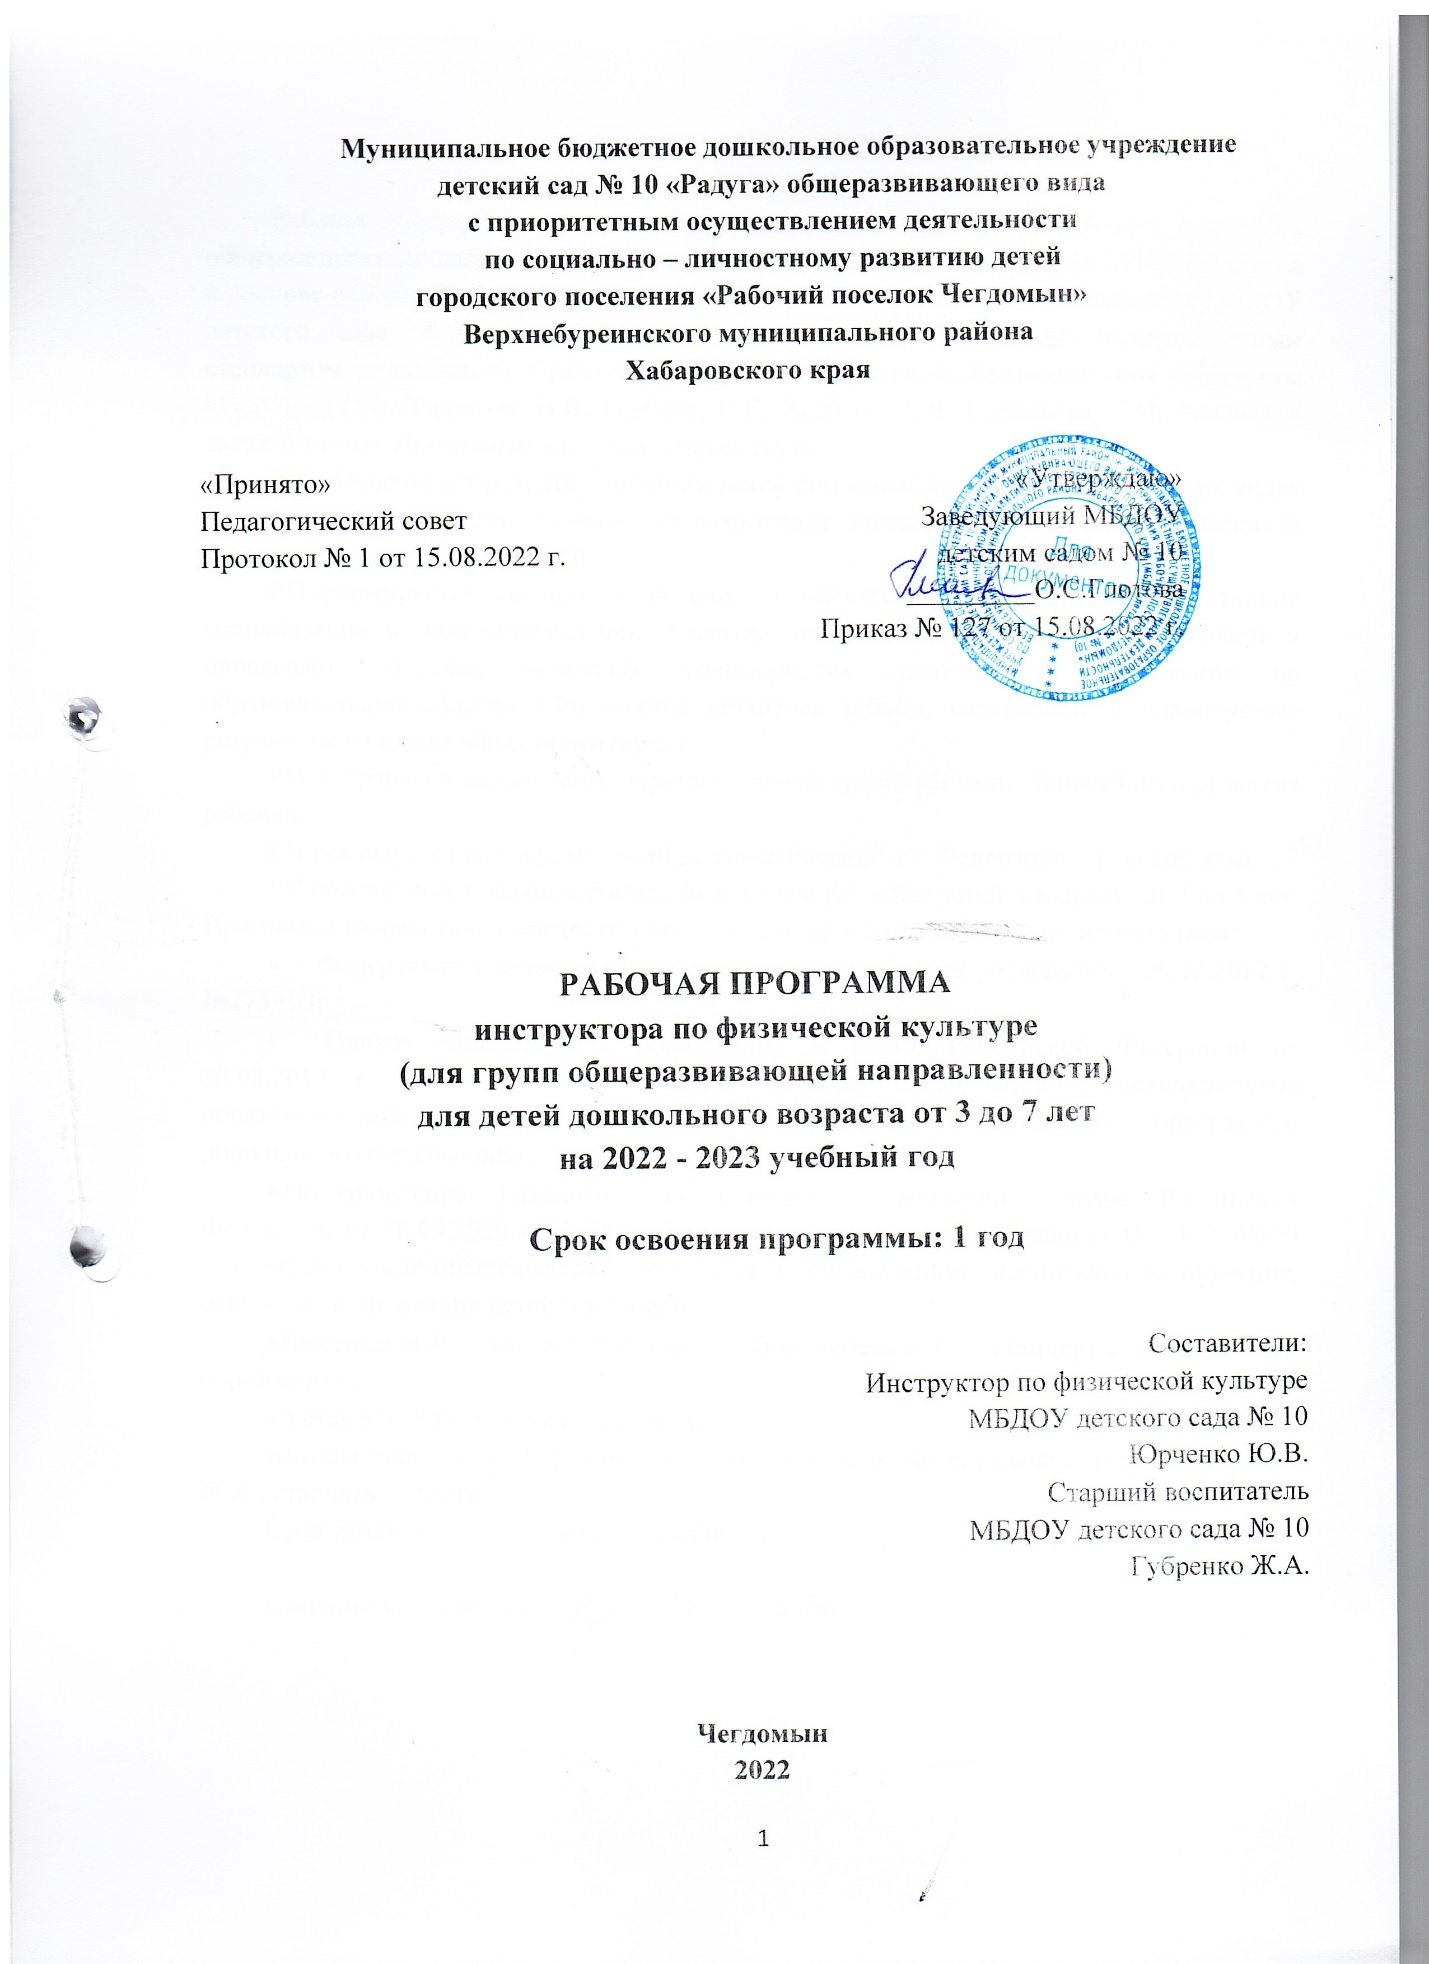 Муниципальное бюджетное дошкольное образовательное учреждение
детский сад № 10 «Радуга» общеразвивающего вида
с приоритетным осуществлением деятельности
по социально – личностному развитию детей
городского поселения «Рабочий поселок Чегдомын»
Верхнебуреинского муниципального района
Хабаровского края
«Принято»
Педагогический совет
Протокол № 1 от 15.08.2022 г.
«Утверждаю»
Заведующий МБДОУ
детским садом № 10
О.С.Глотова
Приказ № 127 от 15.08.2022 г.
Для
документов
РАБОЧАЯ ПРОГРАММА
инструктора по физической культуре
(для групп общеразвивающей направленности)
для детей дошкольного возраста от 3 до 7 лет
на 2022 - 2023 учебный год
Срок освоения программы: 1 год
Составители:
Инструктор по физической культуре
МБДОУ детского сада № 10
Юрченко Ю.В.
Старший воспитатель
МБДОУ детского сада № 10
Губренко Ж.А.
Чегдомын
2022
1